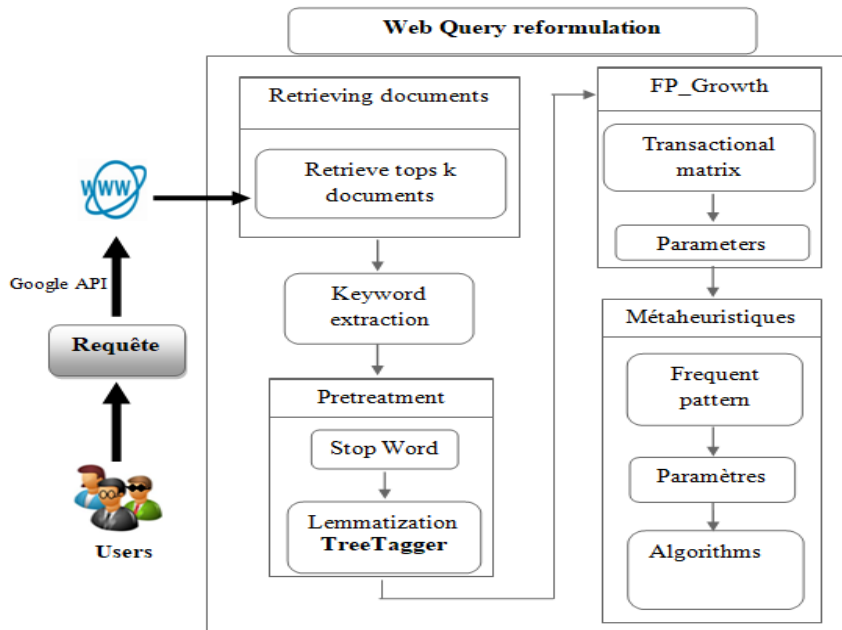 Web Query reformulation
Retrieving documents
Retrieve tops k
documents
WWW
Google API
Requête
Users
Keyword
extraction
Pretreatment
Stop Word
Lemmatization
TreeTagger
FP_Growth
Transactional
matrix
Parameters
Métaheuristiques
Frequent
pattern
Paramètres
Algorithms